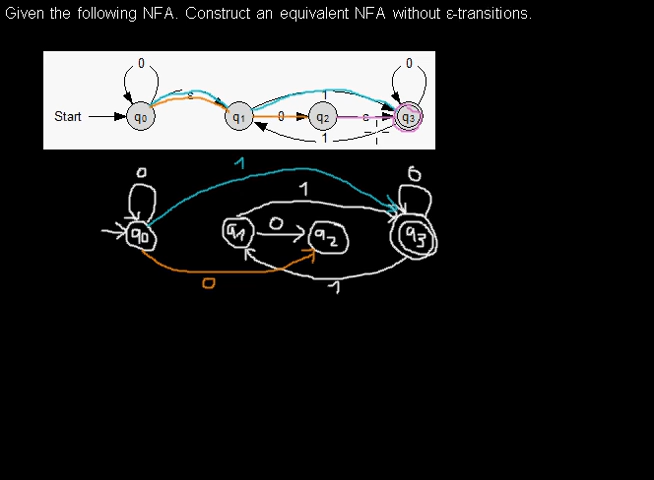 Given the following NFA. Construct an equivalent NFA without ε-transitions.
0 0
ε 1
Start q0 q1 0 q2 ε q3
1
1
0 1 0
q0 q1 0 q2 q3
0 1